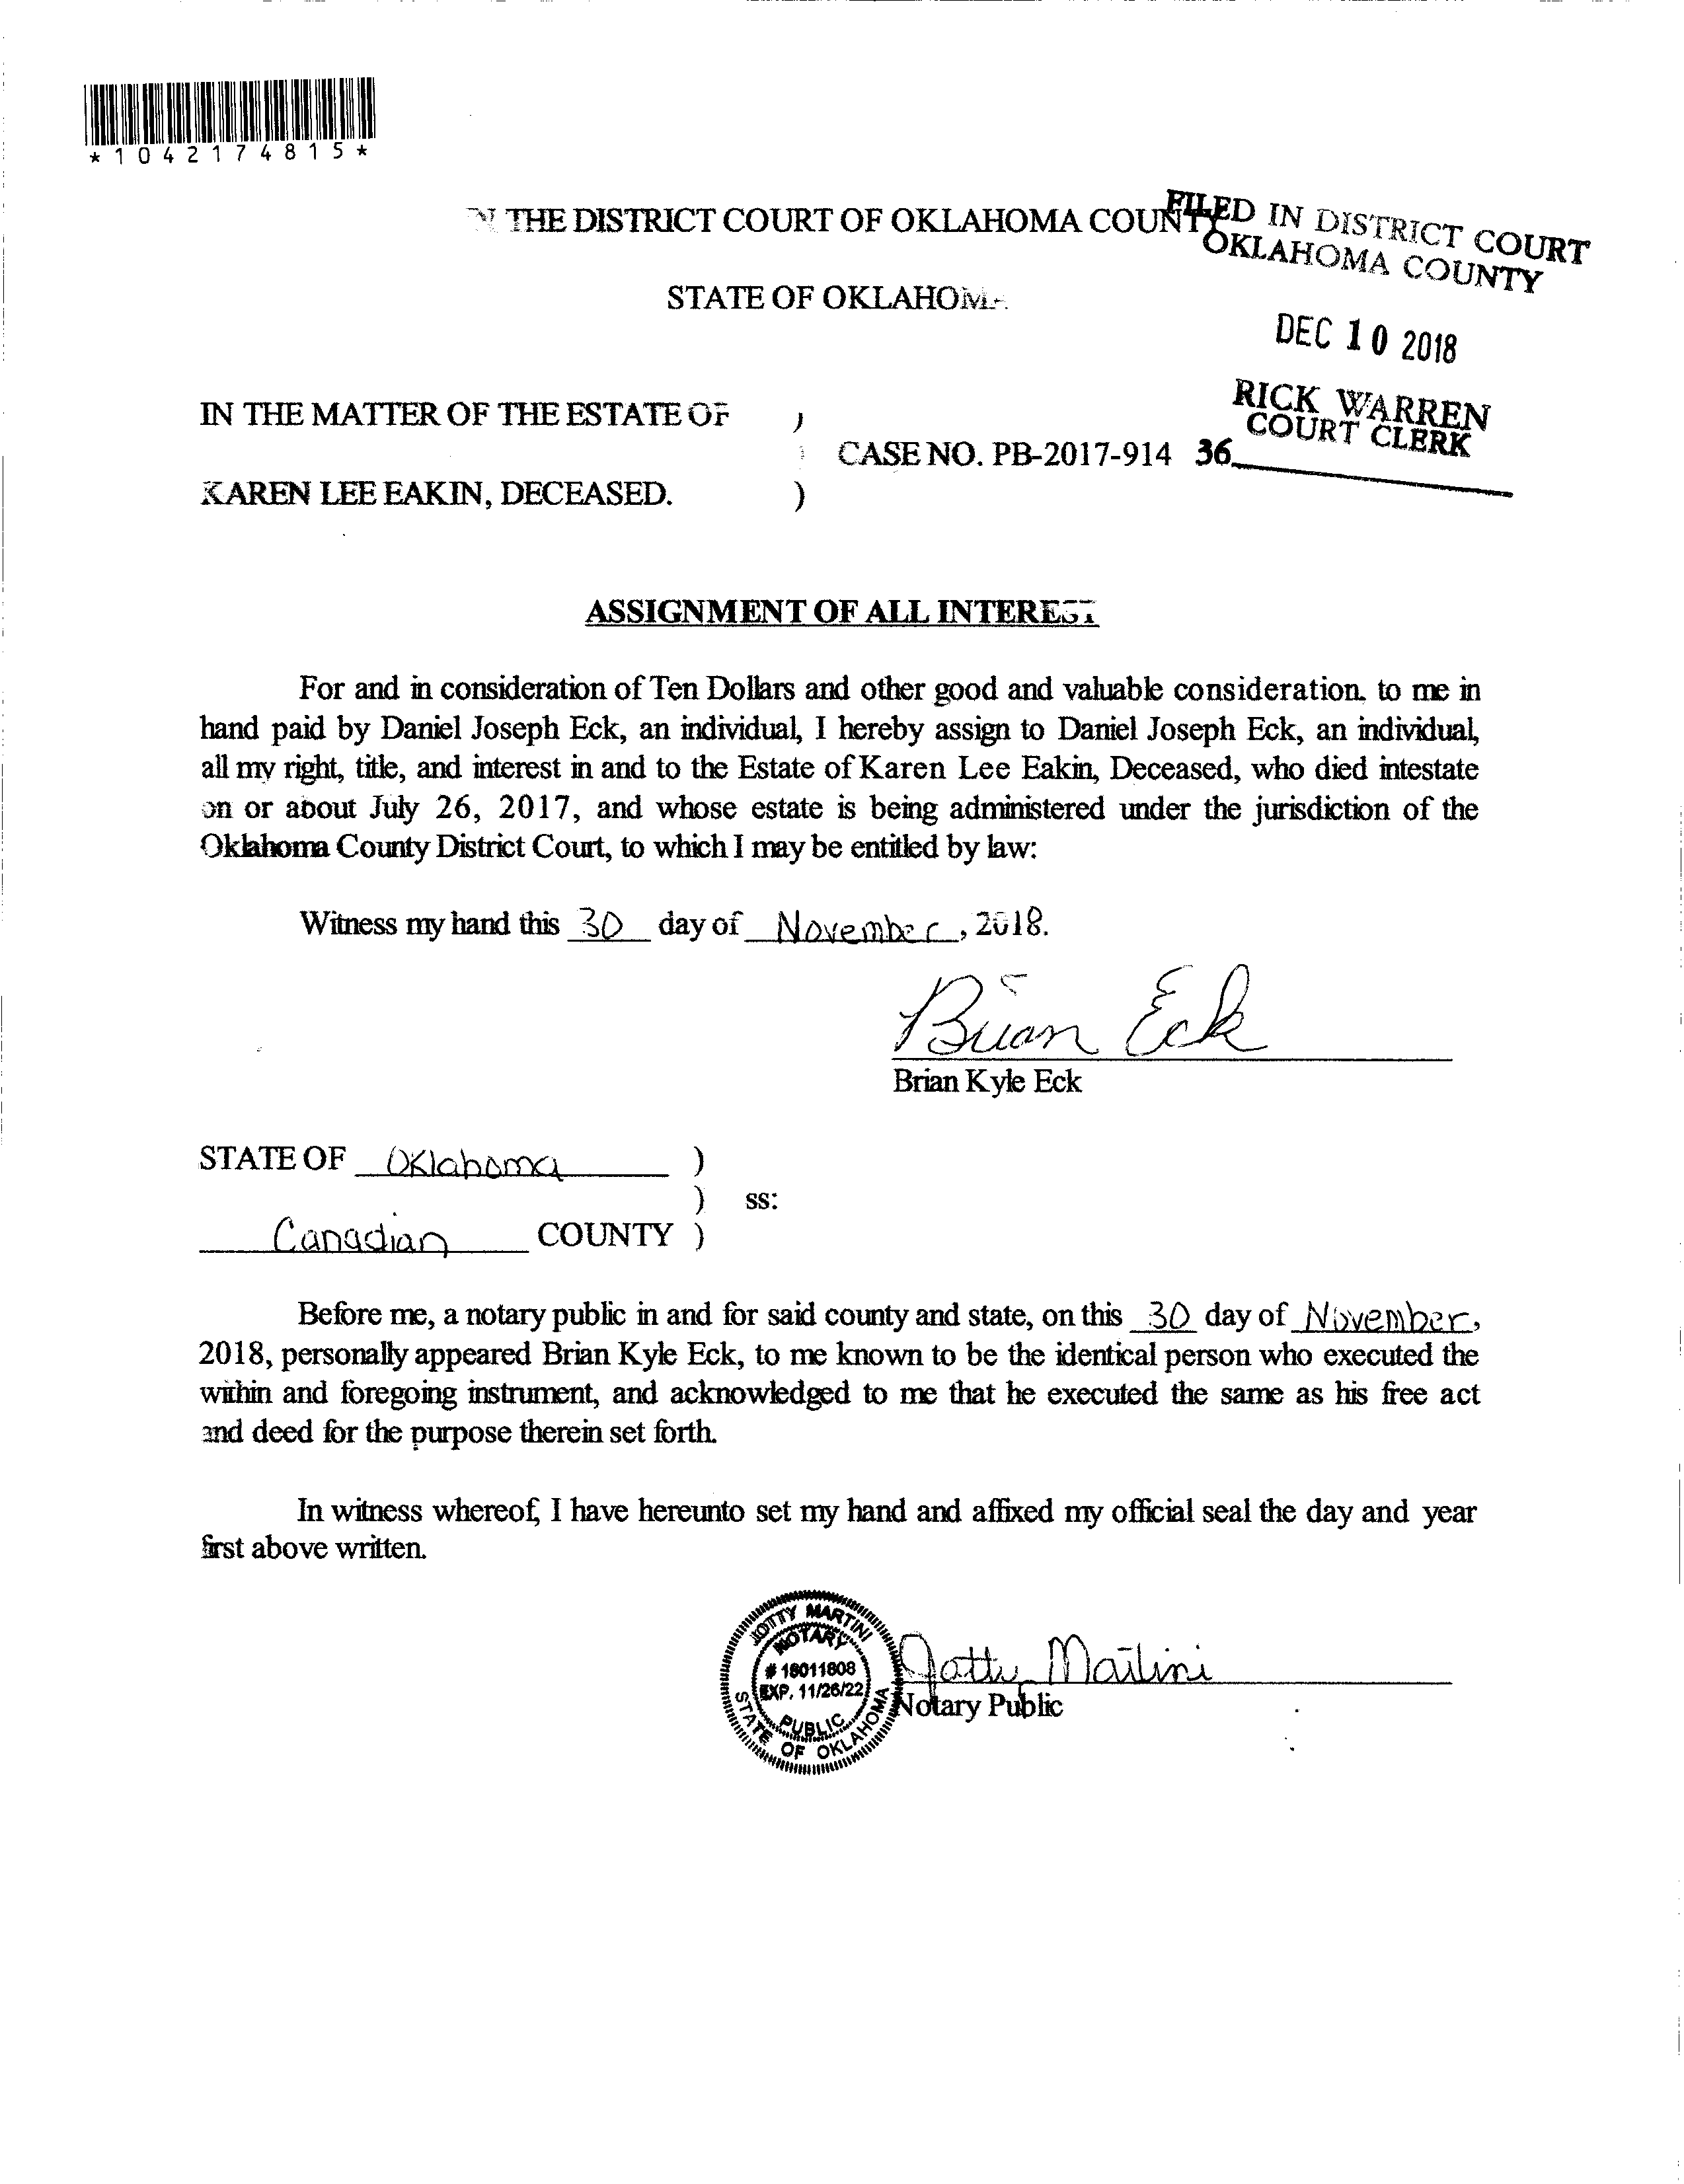 *1042174815*
IN THE DISTRICT COURT OF OKLAHOMA COUNTY
FILED IN DISTRICT COURT
OKLAHOMA COUNTY
STATE OF OKLAHOMA
DEC 10 2018
RICK WARREN
COURT CLERK
36
IN THE MATTER OF THE ESTATE OF )
) CASE NO. PB-2017-914
KAREN LEE EAKIN, DECEASED. )
ASSIGNMENT OF ALL INTEREST
For and in consideration of Ten Dollars and other good and valuable consideration to me in
hand paid by Daniel Joseph Eck, an individual, I hereby assign to Daniel Joseph Eck, an individual,
all my right, title, and interest in and to the Estate of Karen Lee Eakin, Deceased, who died intestate
on or about July 26, 2017, and whose estate is being administered under the jurisdiction of the
Oklahoma County District Court, to which I may be entitled by law:
Witness my hand this 30 day of November, 2018.
Brian Eck
Brian Kyle Eck
STATE OF Oklahoma )
) ss:
Canadian COUNTY )
Before me, a notary public in and for said county and state, on this 30 day of November,
2018, personally appeared Brian Kyle Eck, to me known to be the identical person who executed the
within and foregoing instrument, and acknowledged to me that he executed the same as his free act
and deed for the purpose therein set forth.
In witness whereof, I have hereunto set my hand and affixed my official seal the day and year
first above written.
JOTTY MARTINI
NOTARY
# 18011808
EXP. 11/26/22
PUBLIC
STATE OF OKLAHOMA
Jotty Martini
Notary Public